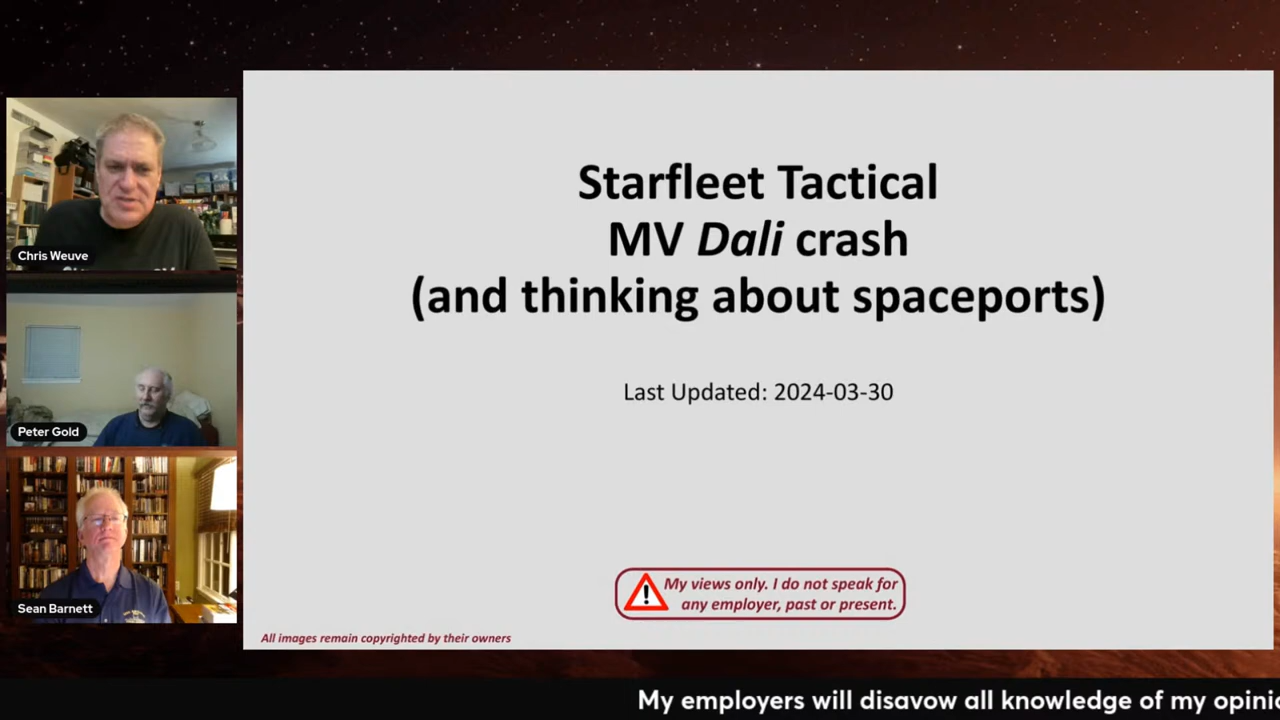 Starfleet Tactical
MV Dali crash
(and thinking about spaceports)
Last Updated: 2024-03-30
My views only. I do not speak for
any employer, past or present.
All images remain copyrighted by their owners
Chris Weuve
Peter Gold
Sean Barnett
My employers will disavow all knowledge of my